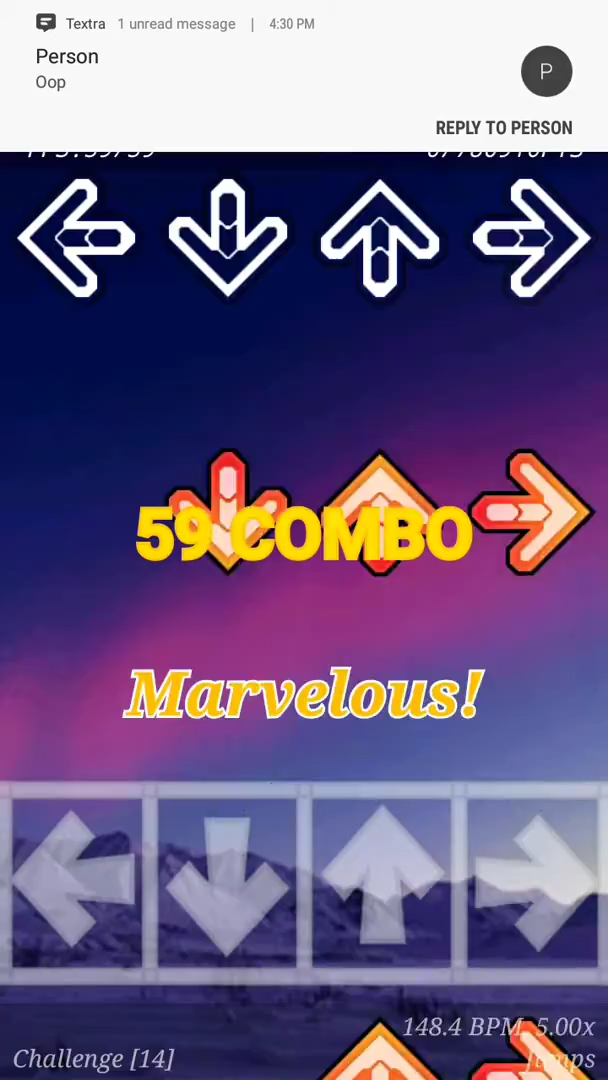 Textra 1 unread message | 4:30 PM
Person
Oop
P
REPLY TO PERSON
59 COMBO
Marvelous!
148.4 BPM, 5.00x
Challenge [14]